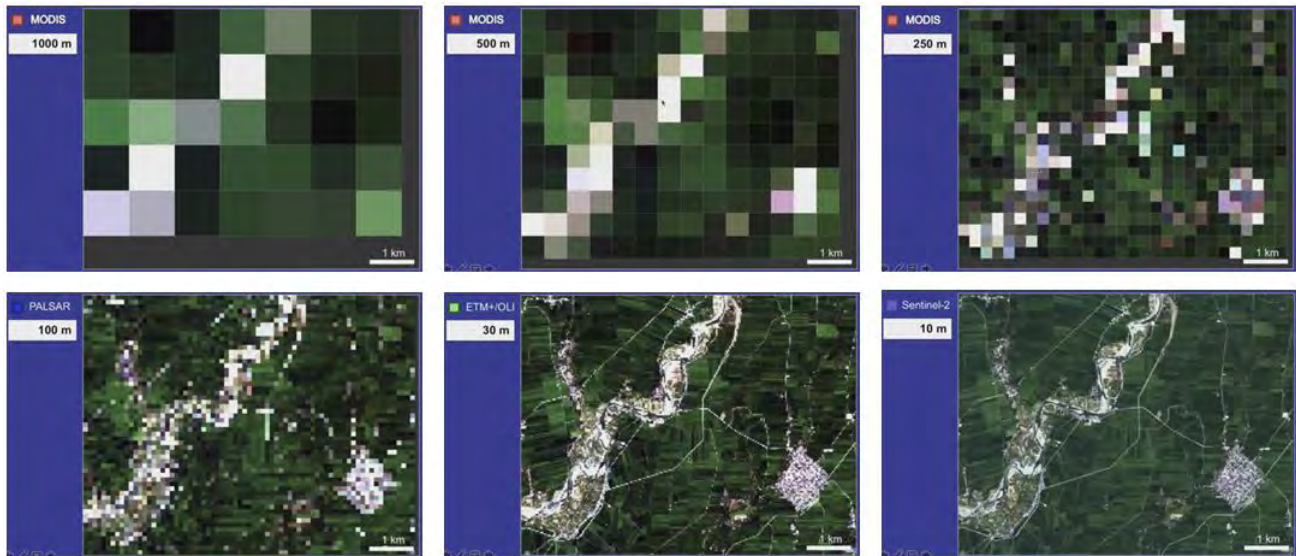 MODIS
1000 m
1 km
MODIS
500 m
1 km
MODIS
250 m
1 km
PALSAR
100 m
1 km
ETM+/OLI
30 m
1 km
Sentinel-2
10 m
1 km